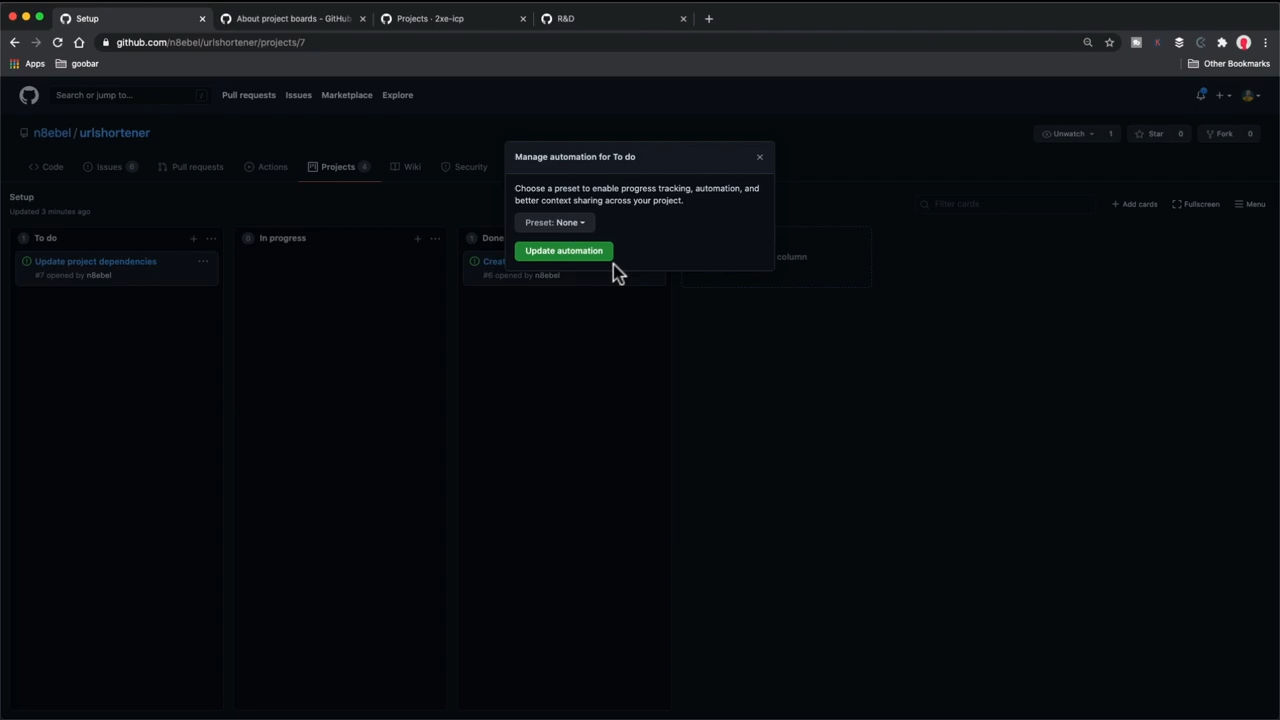 Setup
About project boards - GitHub
Projects · 2xe-icp
R&D
github.com/n8ebel/urlshortener/projects/7
Apps
goobar
Other Bookmarks
Search or jump to...
/
Pull requests
Issues
Marketplace
Explore
n8ebel / urlshortener
Unwatch 1
Star 0
Fork 0
<> Code
Issues 6
Pull requests
Actions
Projects 4
Wiki
Security
Setup
Updated 3 minutes ago
Filter cards
+ Add cards
Fullscreen
Menu
Manage automation for To do
Choose a preset to enable progress tracking, automation, and
better context sharing across your project.
Preset: None
Update automation
1 To do
Update project dependencies
#7 opened by n8ebel
0 In progress
1 Done
Creat
#6 opened by n8ebel
column